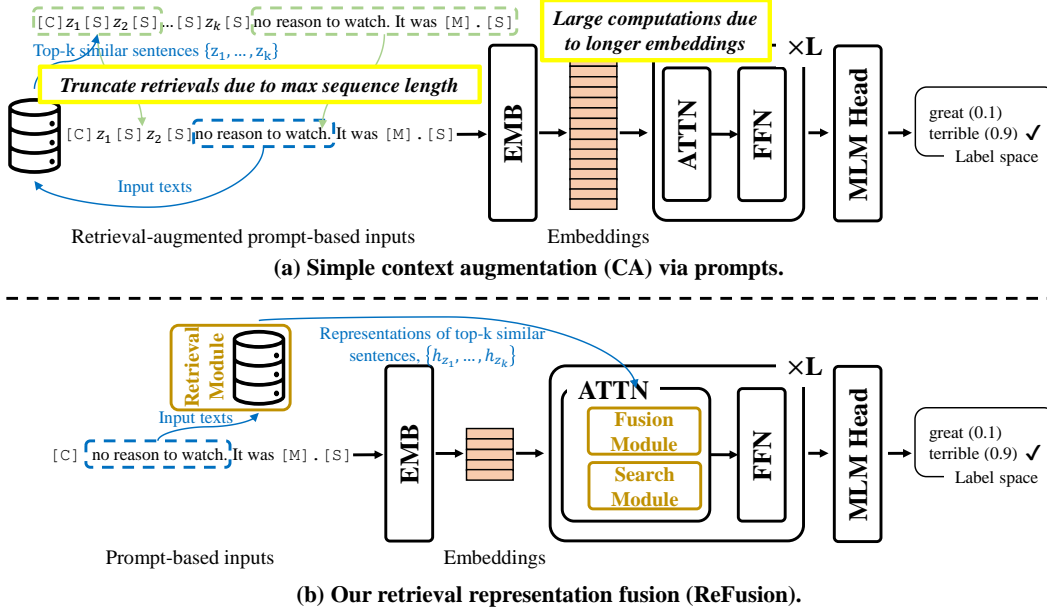 [C] z1 [S] z2 [S]…[S] zk [S] no reason to watch. It was [M] . [S]
Top-k similar sentences {z1, …, zk}
Large computations due
to longer embeddings
×L
Truncate retrievals due to max sequence length
[C] z1 [S] z2 [S] no reason to watch. It was [M] . [S]
EMB
ATTN
FFN
MLM Head
great (0.1)
terrible (0.9) ✓
Label space
Input texts
Retrieval-augmented prompt-based inputs
Embeddings
(a) Simple context augmentation (CA) via prompts.
Retrieval
Module
Representations of top-k similar
sentences, {hz1, …, hzk}
×L
ATTN
Fusion
Module
Search
Module
Input texts
[C] no reason to watch. It was [M] . [S]
EMB
FFN
MLM Head
great (0.1)
terrible (0.9) ✓
Label space
Prompt-based inputs
Embeddings
(b) Our retrieval representation fusion (ReFusion).